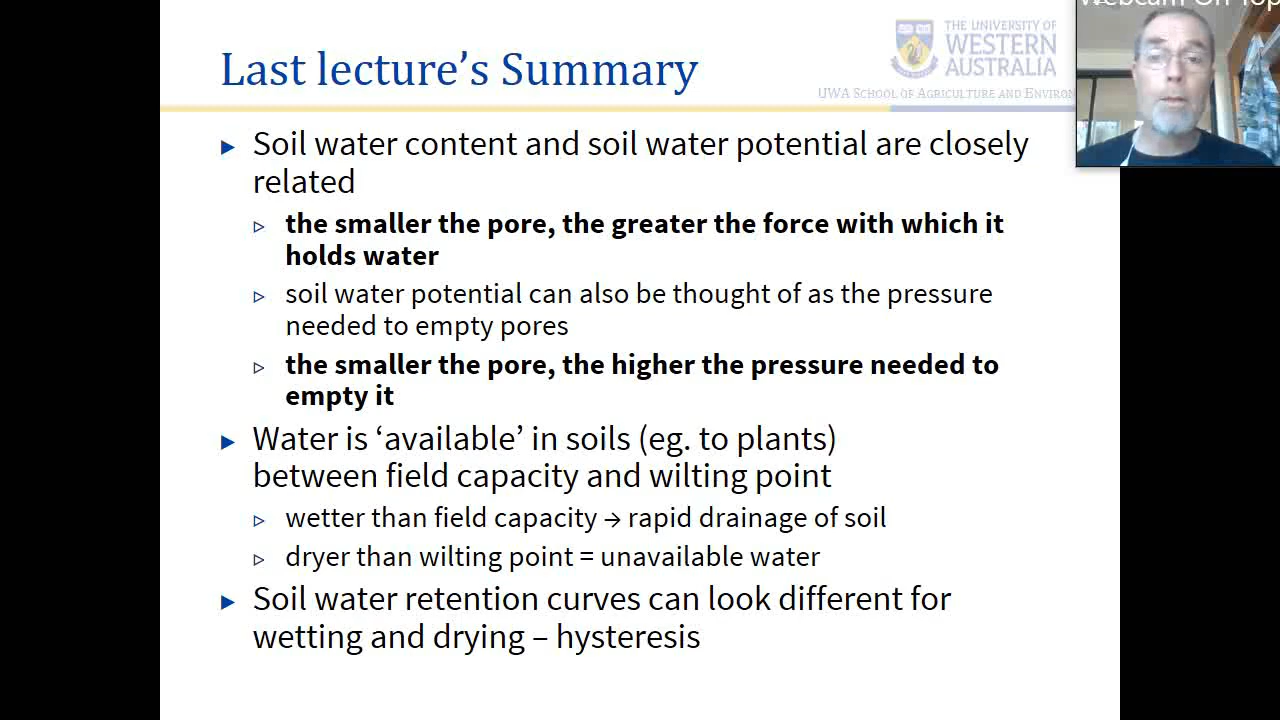 Webcam On Top
THE UNIVERSITY OF
WESTERN
AUSTRALIA
Last lecture's Summary
UWA SCHOOL OF AGRICULTURE AND ENVIRON
▶ Soil water content and soil water potential are closely
related
▷ the smaller the pore, the greater the force with which it
holds water
▷ soil water potential can also be thought of as the pressure
needed to empty pores
▷ the smaller the pore, the higher the pressure needed to
empty it
▶ Water is ‘available’ in soils (eg. to plants)
between field capacity and wilting point
▷ wetter than field capacity → rapid drainage of soil
▷ dryer than wilting point = unavailable water
▶ Soil water retention curves can look different for
wetting and drying – hysteresis